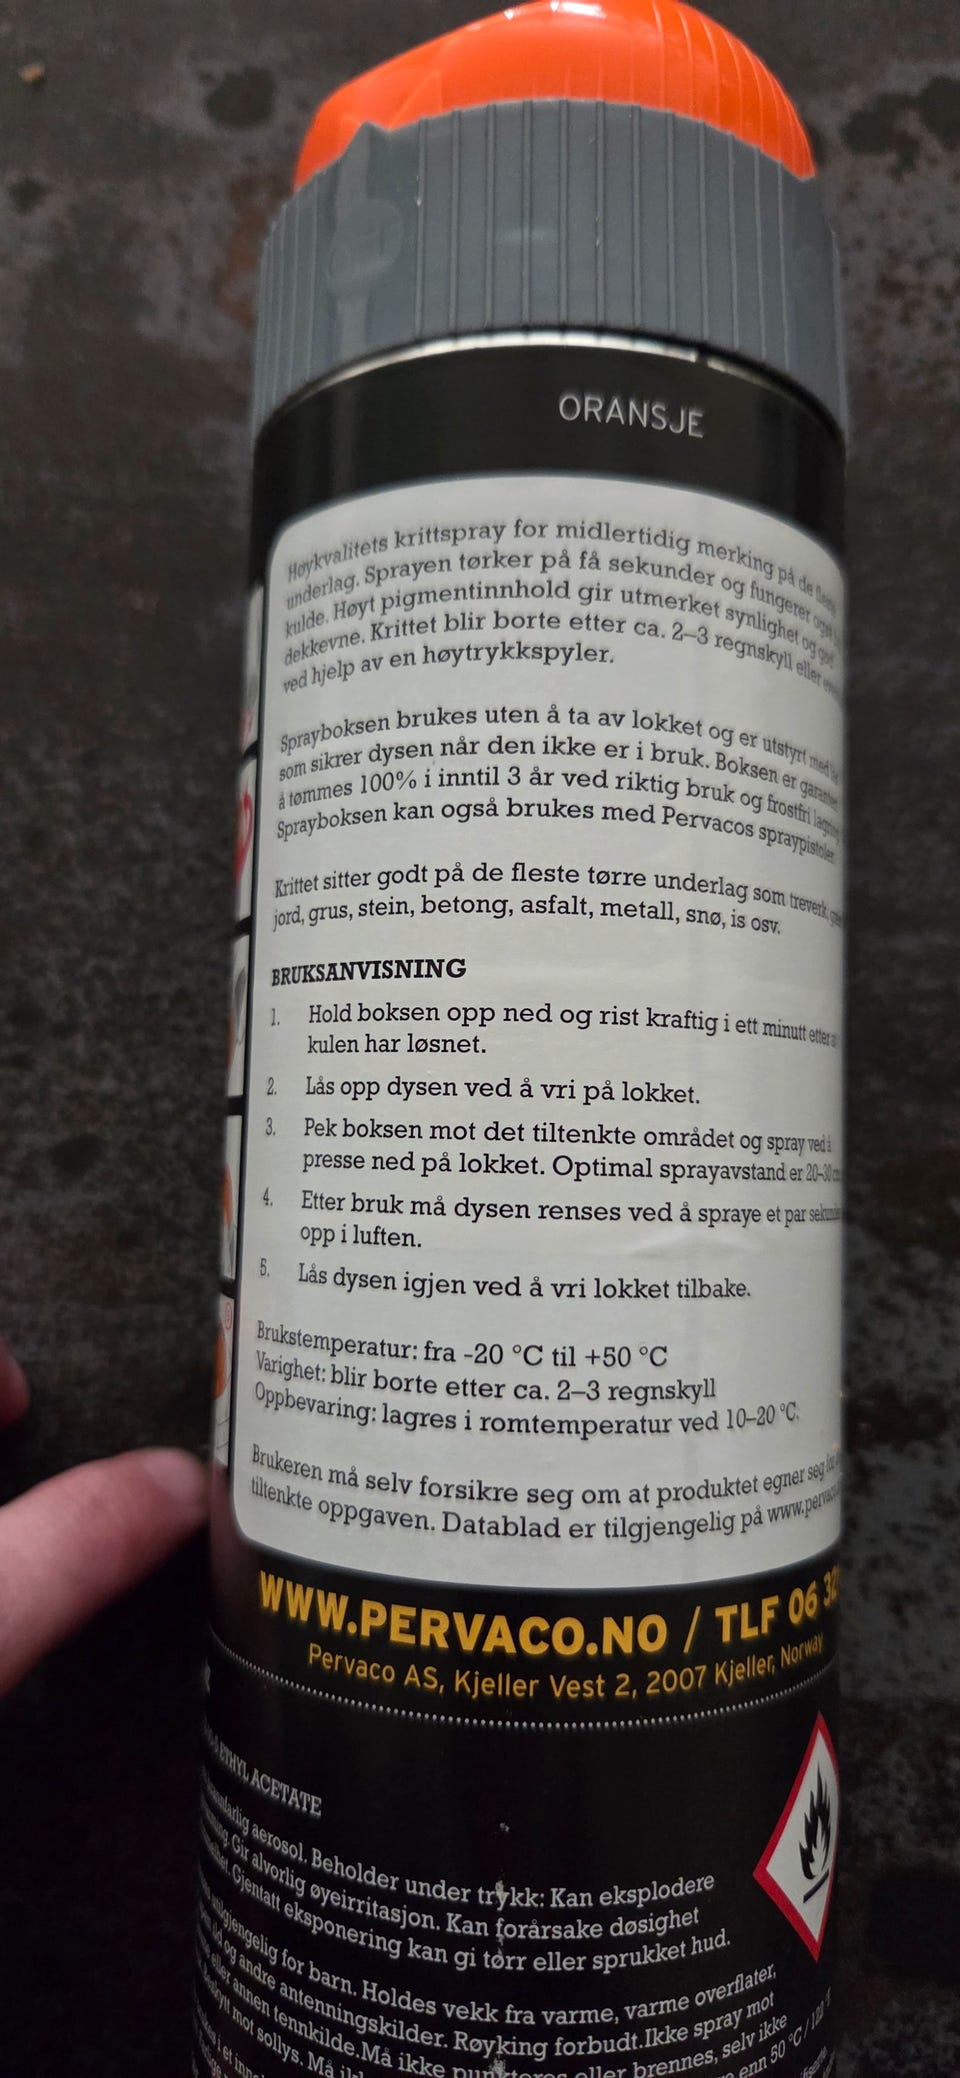 ORANSJE
Høykvalitets krittspray for midlertidig merking på de fleste
underlag. Sprayen tørker på få sekunder og fungerer også
kulde. Høyt pigmentinnhold gir utmerket synlighet og god
dekkevne. Krittet blir borte etter ca. 2–3 regnskyll eller
ved hjelp av en høytrykkspyler.
Sprayboksen brukes uten å ta av lokket og er utstyrt med
som sikrer dysen når den ikke er i bruk. Boksen er
å tømmes 100% i inntil 3 år ved riktig bruk og frostfri
Sprayboksen kan også brukes med Pervacos spraypistoler
Krittet sitter godt på de fleste tørre underlag som treverk,
jord, grus, stein, betong, asfalt, metall, snø, is osv.
BRUKSANVISNING
1. Hold boksen opp ned og rist kraftig i ett minutt etter
kulen har løsnet.
2. Lås opp dysen ved å vri på lokket.
3. Pek boksen mot det tiltenkte området og spray ved å
presse ned på lokket. Optimal sprayavstand er 20–30
4. Etter bruk må dysen renses ved å spraye et par
opp i luften.
5. Lås dysen igjen ved å vri lokket tilbake.
Brukstemperatur: fra -20 °C til +50 °C
Varighet: blir borte etter ca. 2–3 regnskyll
Oppbevaring: lagres i romtemperatur ved 10–20 °C.
Brukeren må selv forsikre seg om at produktet egner seg
tiltenkte oppgaven. Datablad er tilgjengelig på
WWW.PERVACO.NO / TLF 06 32
Pervaco AS, Kjeller Vest 2, 2007 Kjeller, Norway
ETHYL ACETATE
aerosol. Beholder under trykk: Kan eksplodere
Gir alvorlig øyeirritasjon. Kan forårsake døsighet
Gjentatt eksponering kan gi tørr eller sprukket hud.
utilgjengelig for barn. Holdes vekk fra varme, varme overflater,
og andre antenningskilder. Røyking forbudt. Ikke spray mot
eller annen tennkilde. Må ikke punkteres eller brennes, selv ikke
mot sollys. Må enn 50 °C / 122 °F